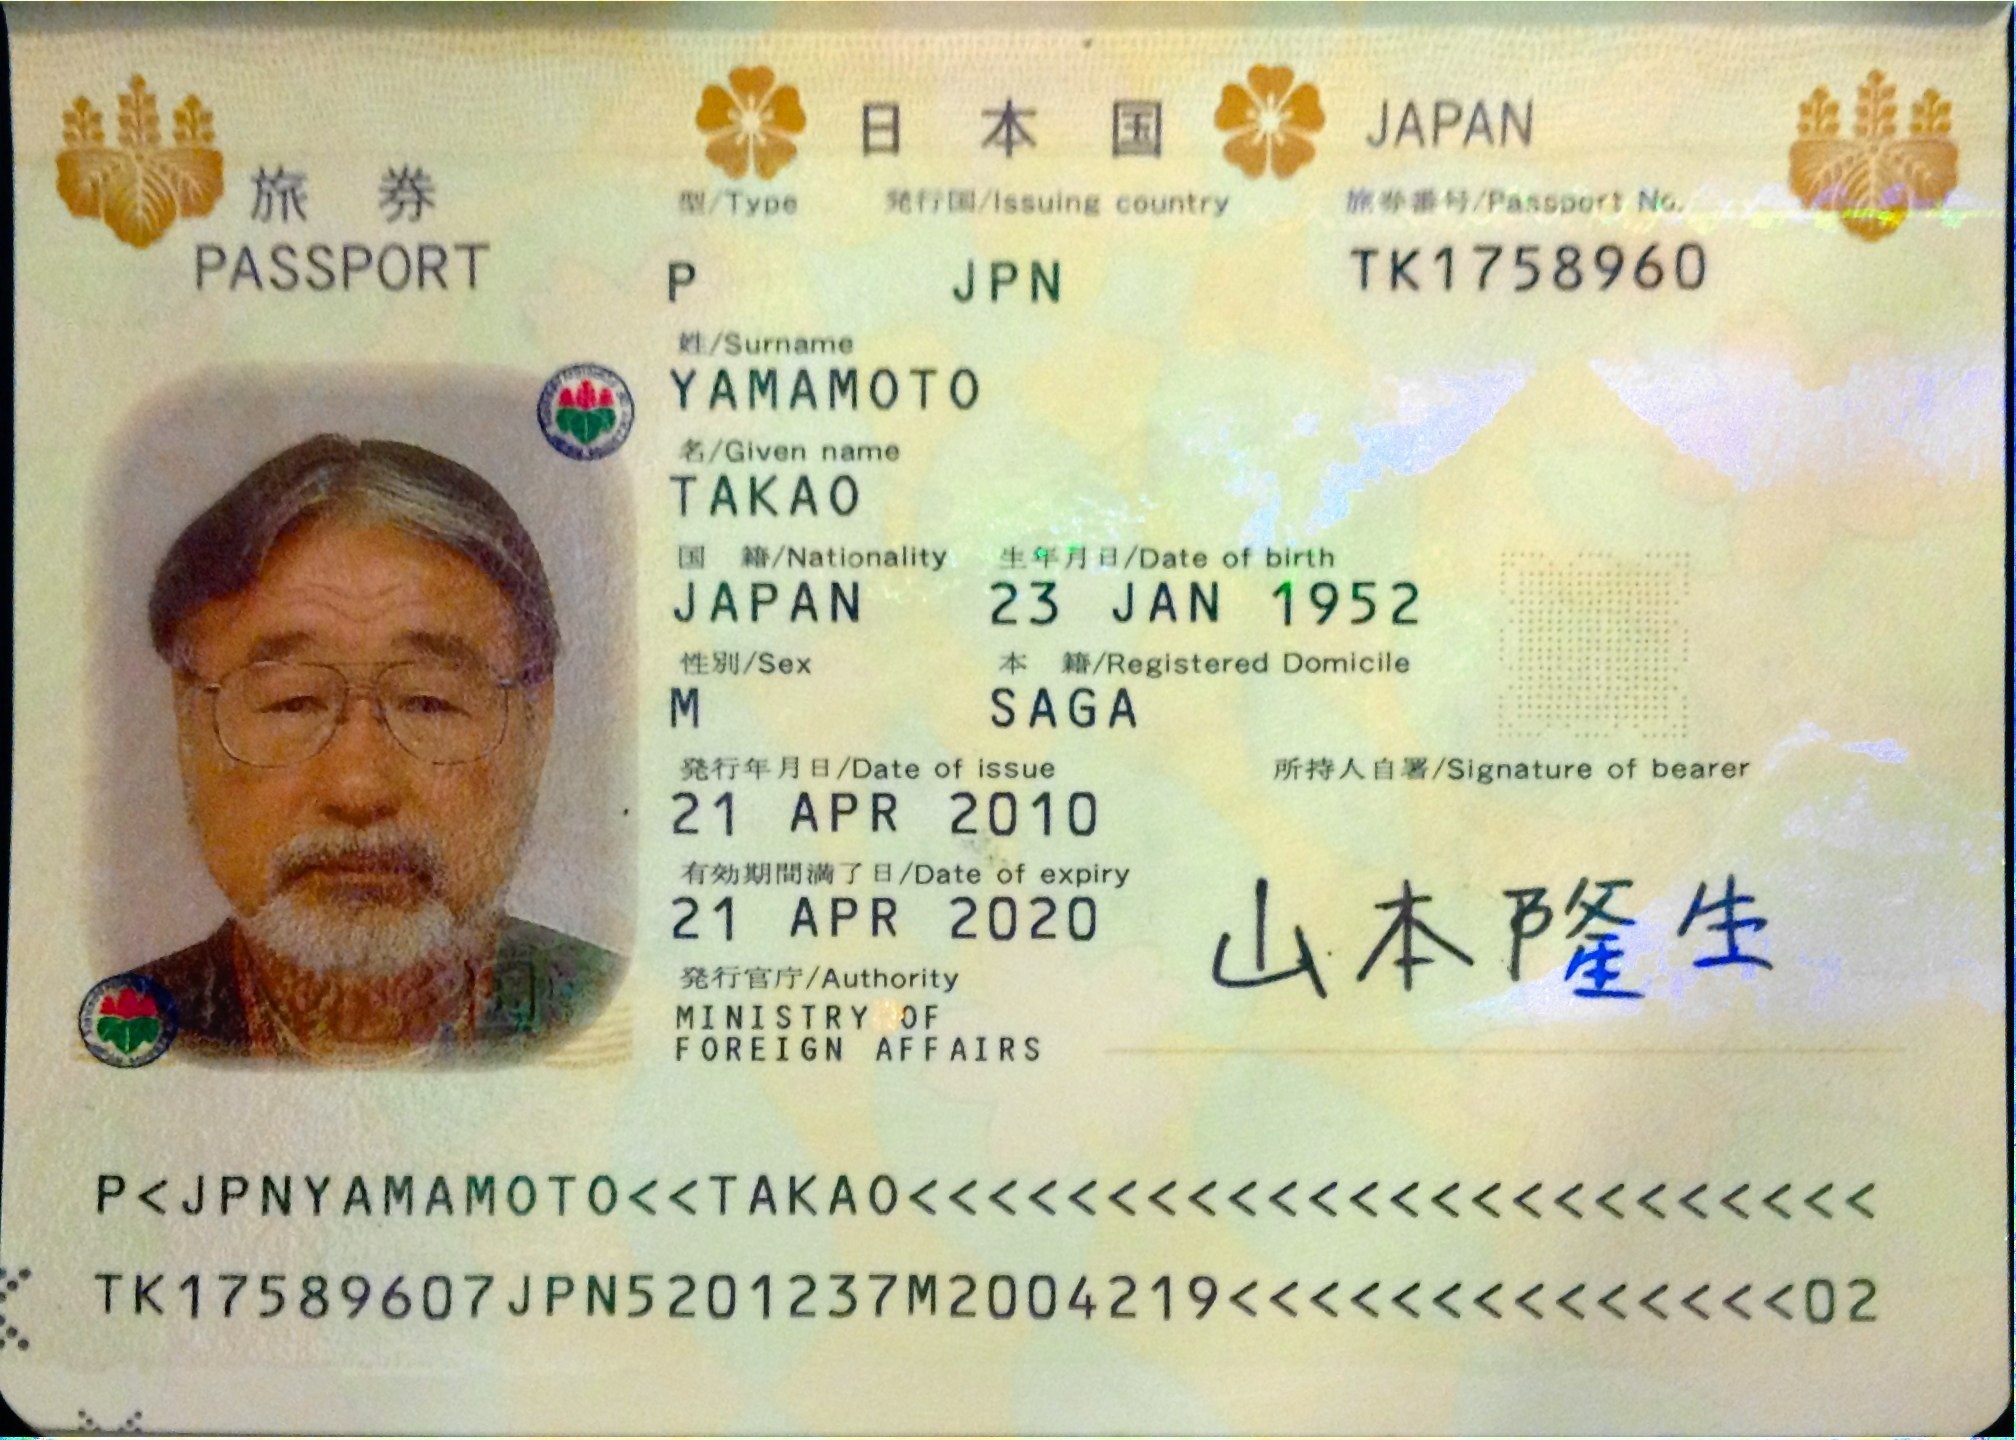 日本国 JAPAN
旅券
PASSPORT
型/Type 発行国/Issuing country 旅券番号/Passport No.
P JPN TK1758960
姓/Surname
YAMAMOTO
名/Given name
TAKAO
国 籍/Nationality 生年月日/Date of birth
JAPAN 23 JAN 1952
性別/Sex 本 籍/Registered Domicile
M SAGA
発行年月日/Date of issue 所持人自署/Signature of bearer
21 APR 2010
有効期間満了日/Date of expiry
21 APR 2020
山本隆生
発行官庁/Authority
MINISTRY OF
FOREIGN AFFAIRS
P<JPNYAMAMOTO<<TAKAO<<<<<<<<<<<<<<<<<<<<<<<<
TK17589607JPN5201237M2004219<<<<<<<<<<<<<<02